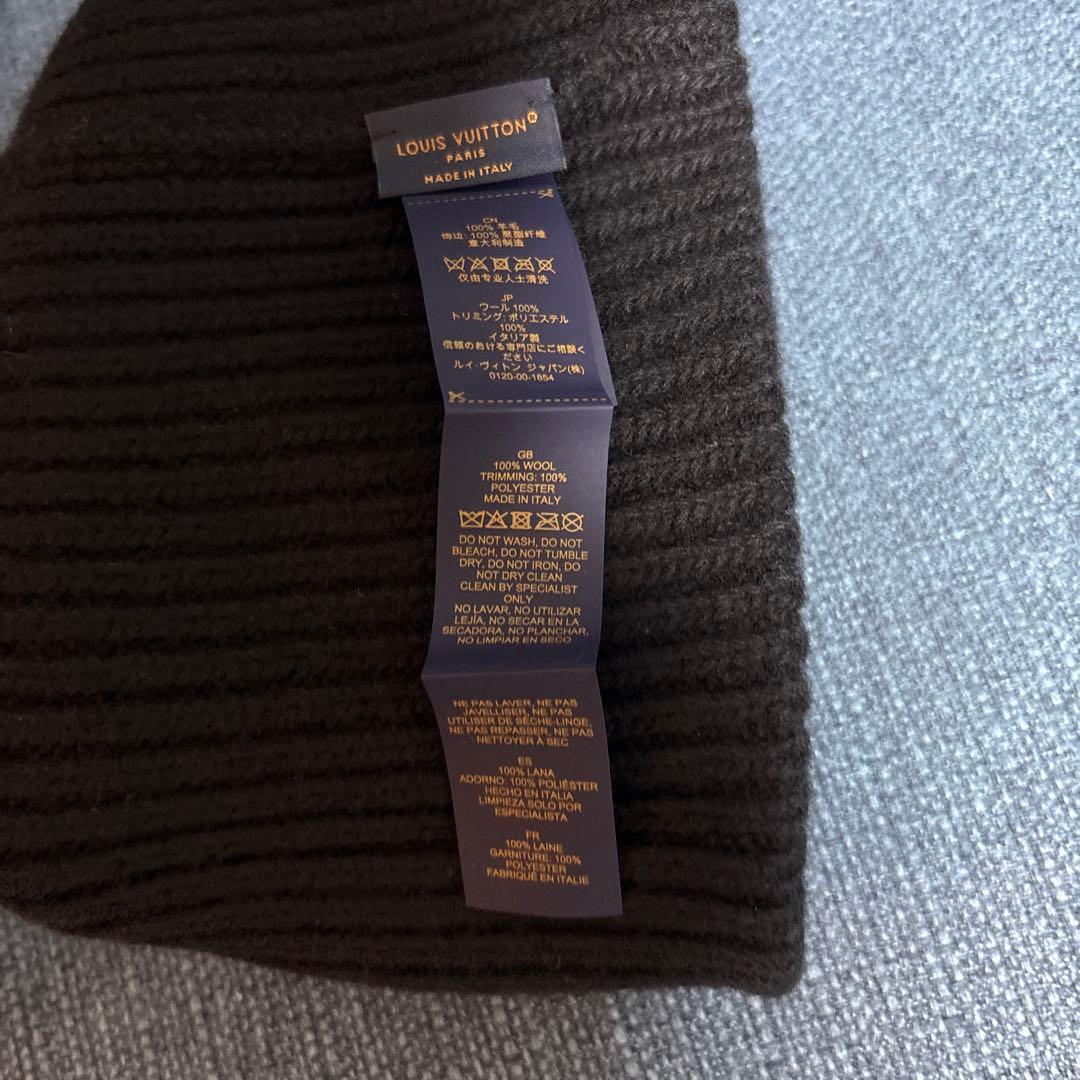 LOUIS VUITTON®
PARIS
MADE IN ITALY
CN
100% 羊毛
饰边: 100% 聚酯纤维
意大利制造
仅由专业人士清洗
JP
ウール 100%
トリミング: ポリエステル
100%
イタリア製
信頼のおける専門店にご相談く
ださい
ルイ・ヴィトン ジャパン(株)
0120-00-1854
GB
100% WOOL
TRIMMING: 100%
POLYESTER
MADE IN ITALY
DO NOT WASH, DO NOT
BLEACH, DO NOT TUMBLE
DRY, DO NOT IRON, DO
NOT DRY CLEAN
CLEAN BY SPECIALIST
ONLY
NO LAVAR, NO UTILIZAR
LEJÍA, NO SECAR EN LA
SECADORA, NO PLANCHAR,
NO LIMPIAR EN SECO
NE PAS LAVER, NE PAS
JAVELLISER, NE PAS
UTILISER DE SÈCHE-LINGE,
NE PAS REPASSER, NE PAS
NETTOYER À SEC
ES
100% LANA
ADORNO: 100% POLIÉSTER
HECHO EN ITALIA
LIMPIEZA SOLO POR
ESPECIALISTA
FR
100% LAINE
GARNITURE: 100%
POLYESTER
FABRIQUÉ EN ITALIE